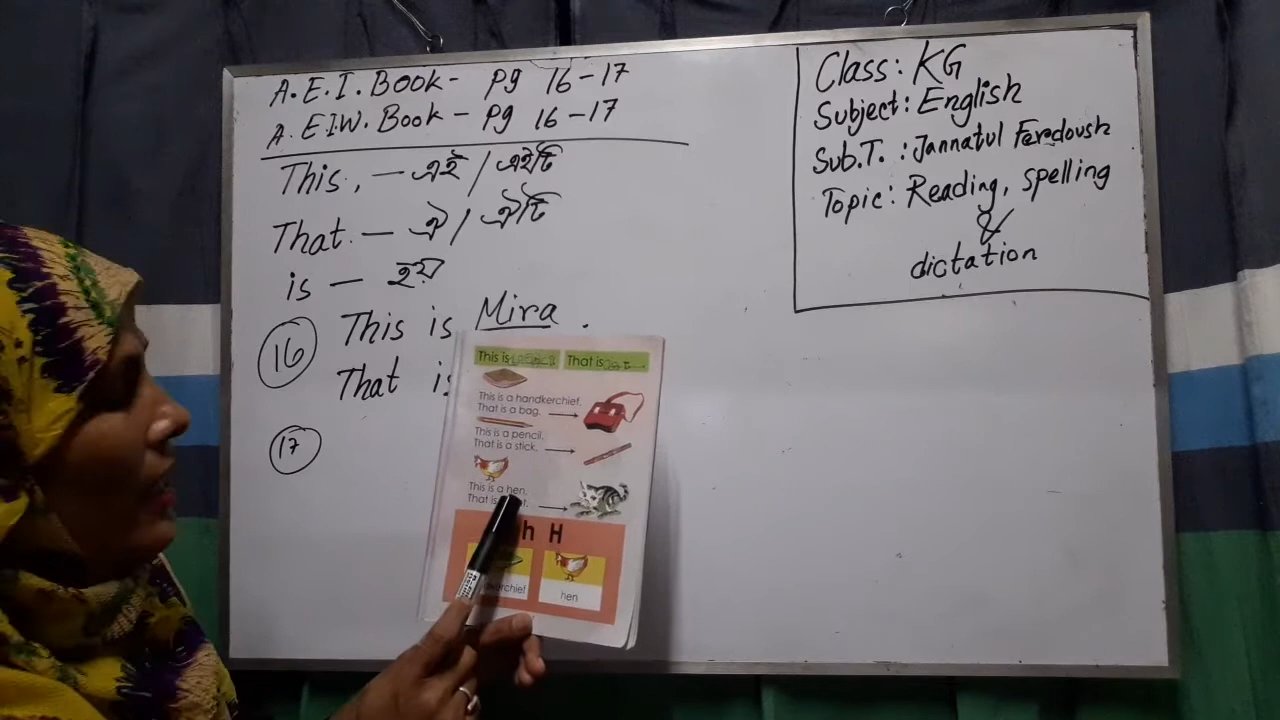 A.E.I. Book - Pg 16-17
A.EIW. Book - Pg 16-17
This. - এই / এইটি
That. - ঐ / ঐটি
is - হয়
16 This is Mira.
That is
17
Class: KG
Subject: English
Sub.T. : Jannatul Feredoush
Topic: Reading, spelling
&
dictation
This is
That is
This is a handkerchief.
That is a bag.
This is a pencil.
That is a stick.
This is a hen.
That is
h H
hen